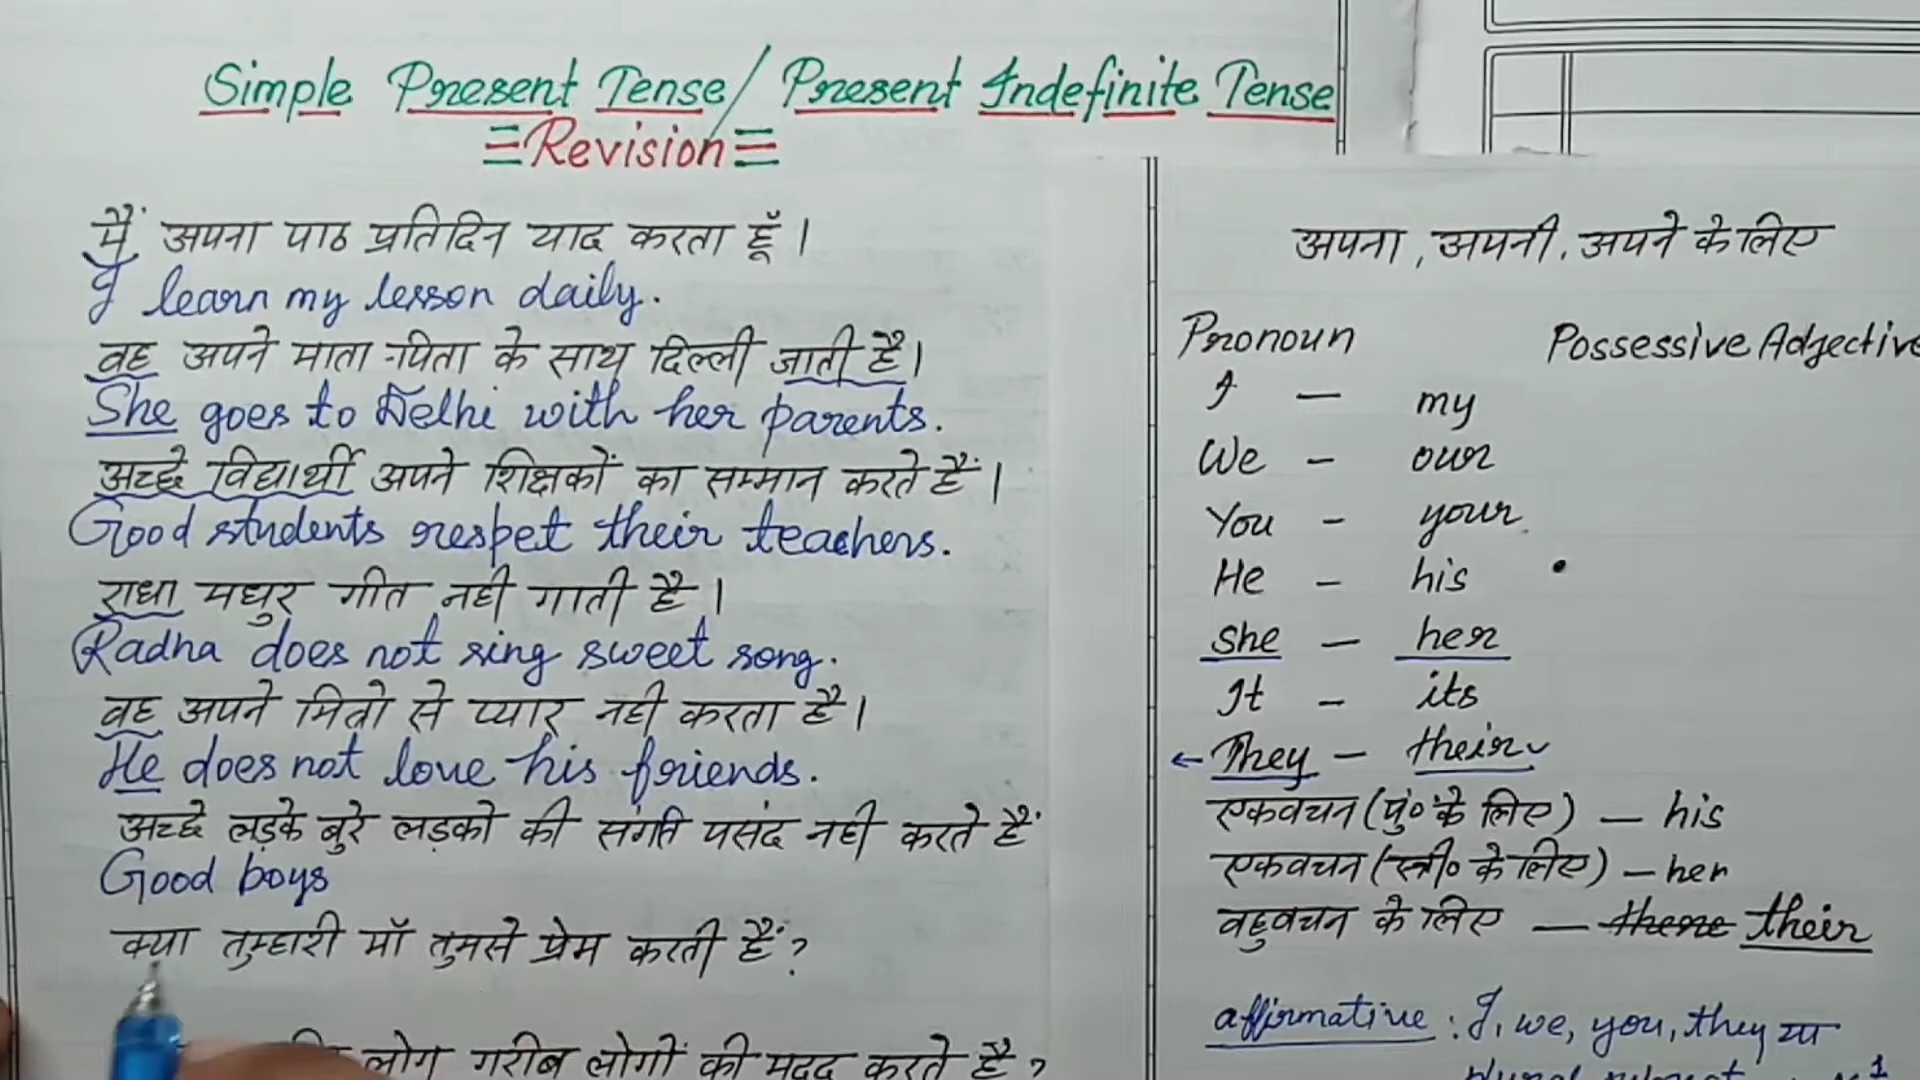 Simple Present Tense/ Present Indefinite Tense
Revision
मैं अपना पाठ प्रतिदिन याद करता हूँ।
I learn my lesson daily.
वह अपने माता-पिता के साथ दिल्ली जाती है।
She goes to Delhi with her parents.
अच्छे विद्यार्थी अपने शिक्षकों का सम्मान करते हैं।
Good students respet their teachers.
राधा मधुर गीत नही गाती है।
Radha does not sing sweet song.
वह अपने मित्रो से प्यार नही करता है।
He does not love his friends.
अच्छे लड़के बुरे लड़को की संगति पसंद नही करते हैं
Good boys
क्या तुम्हारी माँ तुमसे प्रेम करती हैं?
लोग गरीब लोगों की मदद करते है?
अपना, अपनी, अपने के लिए
Pronoun Possessive Adjective
I — my
We - our
You - your
He - his
she — her
It - its
←They — their
एकवचन (पुं० के लिए) — his
एकवचन (स्त्री० के लिए) — her
बहुवचन के लिए — there their
affirmative : I, we, you, they या